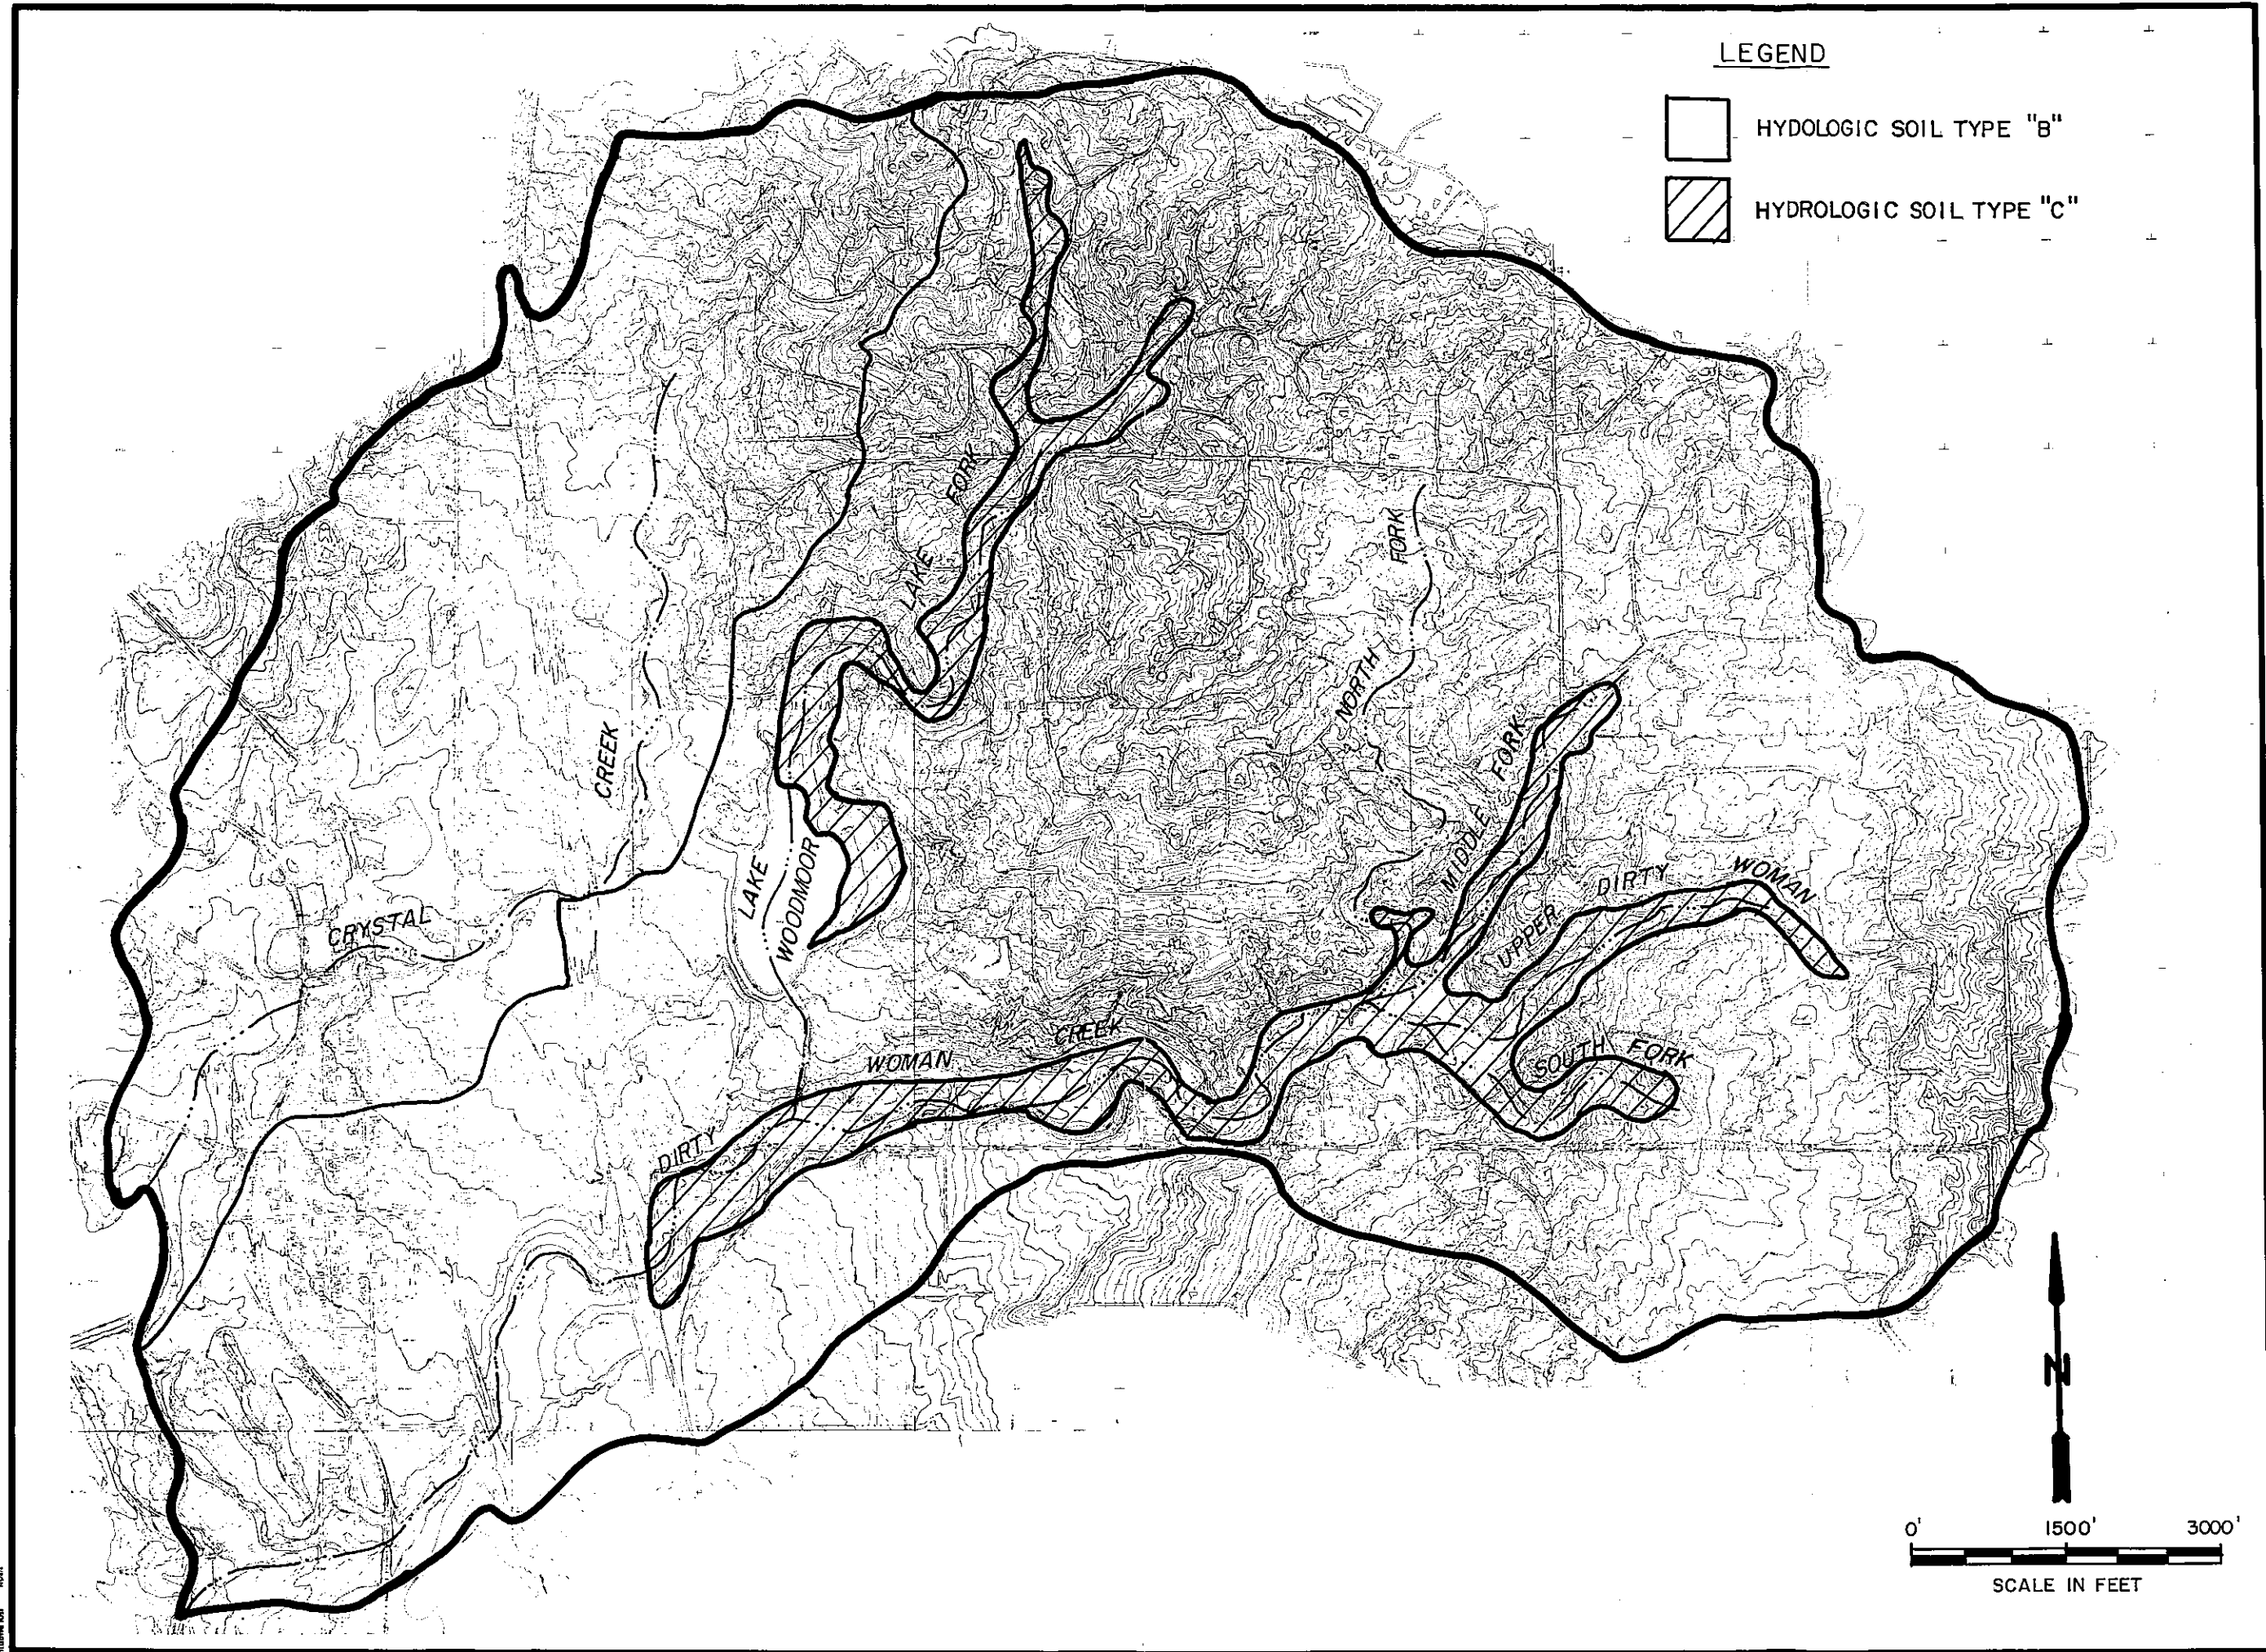 LEGEND
HYDOLOGIC SOIL TYPE "B"
HYDROLOGIC SOIL TYPE "C"
LAKE FORK
NORTH FORK
CREEK
CRYSTAL
LAKE
WOODMOOR
MIDDLE FORK
UPPER DIRTY WOMAN
SOUTH FORK
DIRTY WOMAN CREEK
N
0' 1500' 3000'
SCALE IN FEET